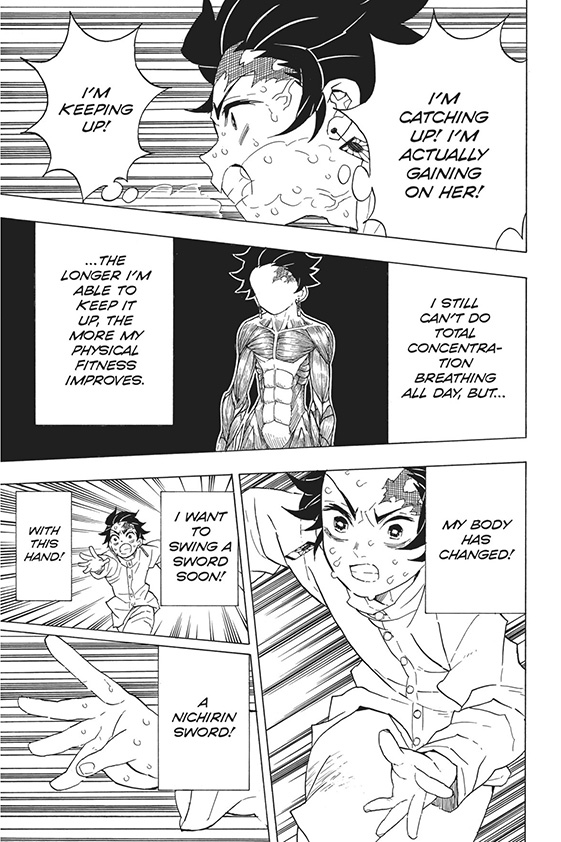 I'M
CATCHING
UP! I'M
ACTUALLY
GAINING
ON HER!
I'M
KEEPING
UP!
I STILL
CAN'T DO
TOTAL
CONCENTRA-
TION
BREATHING
ALL DAY, BUT...
...THE
LONGER I'M
ABLE TO
KEEP IT
UP, THE
MORE MY
PHYSICAL
FITNESS
IMPROVES.
MY BODY
HAS
CHANGED!
I WANT
TO
SWING A
SWORD
SOON!
WITH
THIS
HAND!
A
NICHIRIN
SWORD!